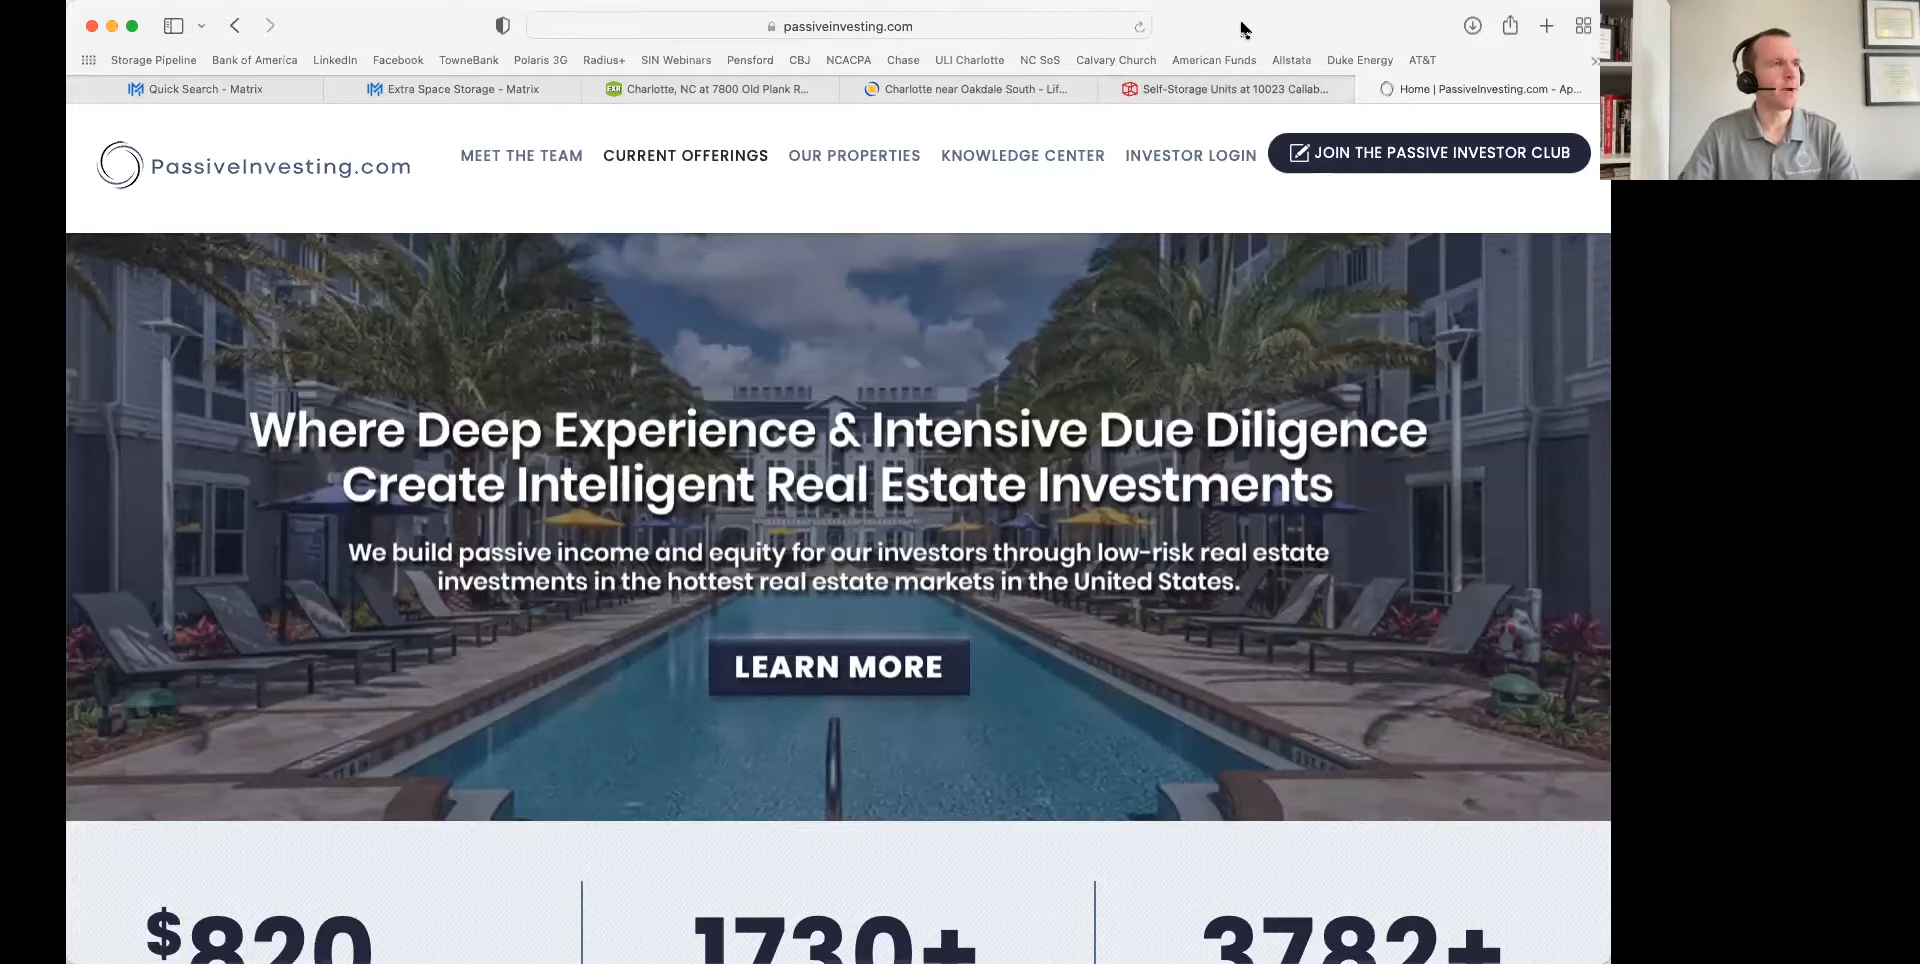 passiveinvesting.com
Storage Pipeline Bank of America LinkedIn Facebook TowneBank Polaris 3G Radius+ SIN Webinars Pensford CBJ NCACPA Chase ULI Charlotte NC SoS Calvary Church American Funds Allstate Duke Energy AT&T
Quick Search - Matrix Extra Space Storage - Matrix EXR Charlotte, NC at 7800 Old Plank R... Charlotte near Oakdale South - Lif... Self-Storage Units at 10023 Callab... Home | PassiveInvesting.com - Ap...
PassiveInvesting.com MEET THE TEAM CURRENT OFFERINGS OUR PROPERTIES KNOWLEDGE CENTER INVESTOR LOGIN JOIN THE PASSIVE INVESTOR CLUB
Where Deep Experience & Intensive Due Diligence
Create Intelligent Real Estate Investments
We build passive income and equity for our investors through low-risk real estate
investments in the hottest real estate markets in the United States.
LEARN MORE
$820 1730+ 3782+